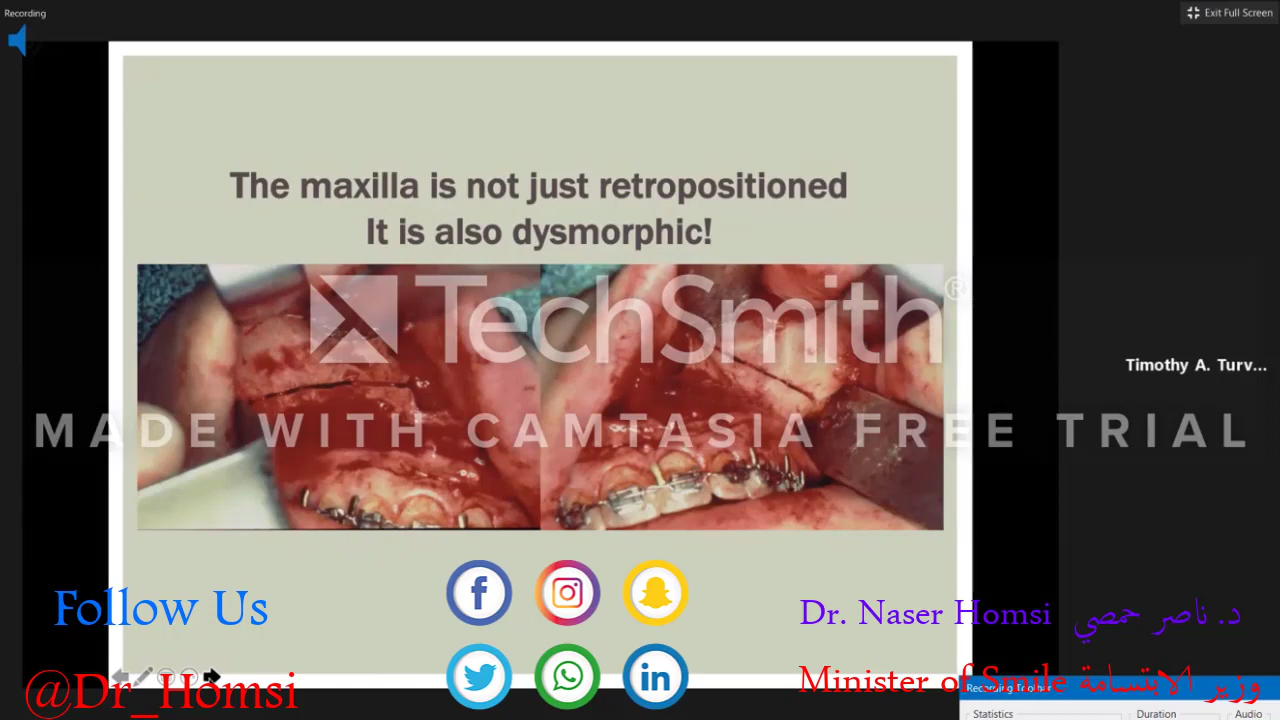 Recording
Exit Full Screen
The maxilla is not just retropositioned
It is also dysmorphic!
TechSmith®
Timothy A. Turv...
MADE WITH CAMTASIA FREE TRIAL
Follow Us
Dr. Naser Homsi د. ناصر حمصي
@Dr_Homsi
Minister of Smile وزير الابتسامة
Recording Toolbar
Statistics
Duration
Audio